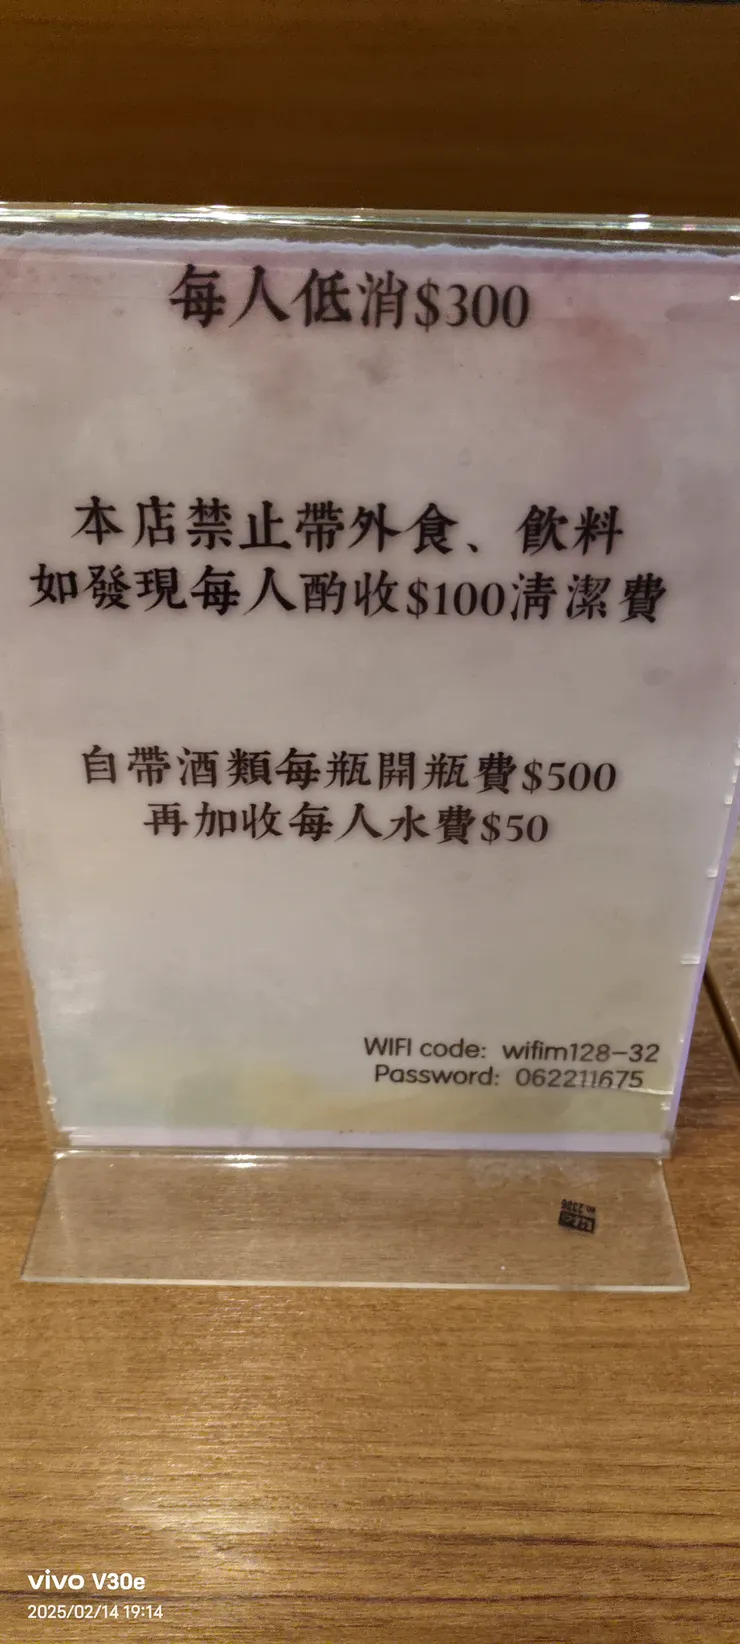 每人低消$300
本店禁止帶外食、飲料
如發現每人酌收$100清潔費
自帶酒類每瓶開瓶費$500
再加收每人水費$50
WIFI code: wifim128-32
Password: 062211675
vivo V30e
2025/02/14 19:14